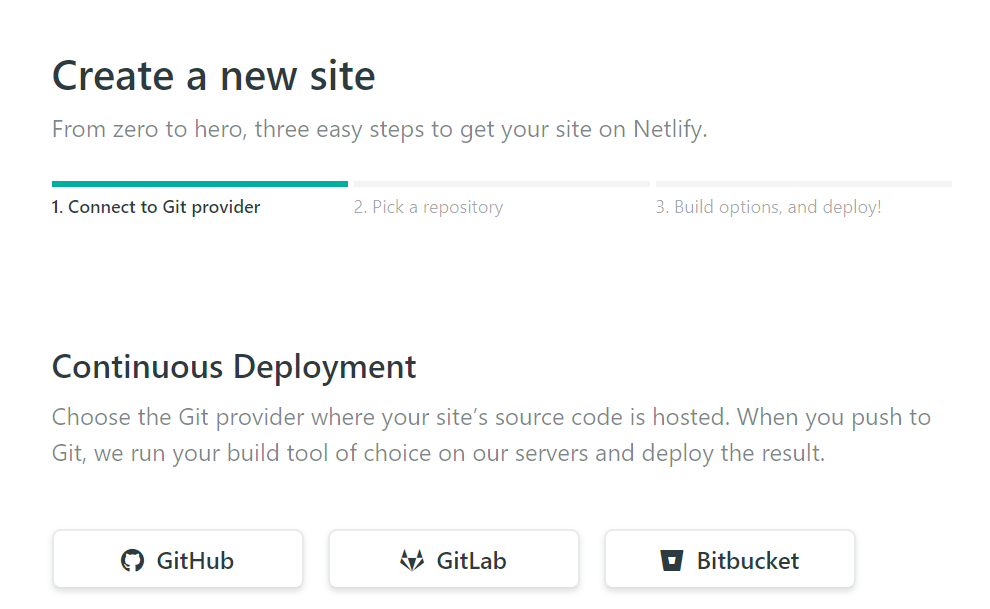 Create a new site
From zero to hero, three easy steps to get your site on Netlify.
1. Connect to Git provider
2. Pick a repository
3. Build options, and deploy!
Continuous Deployment
Choose the Git provider where your site’s source code is hosted. When you push to
Git, we run your build tool of choice on our servers and deploy the result.
GitHub
GitLab
Bitbucket